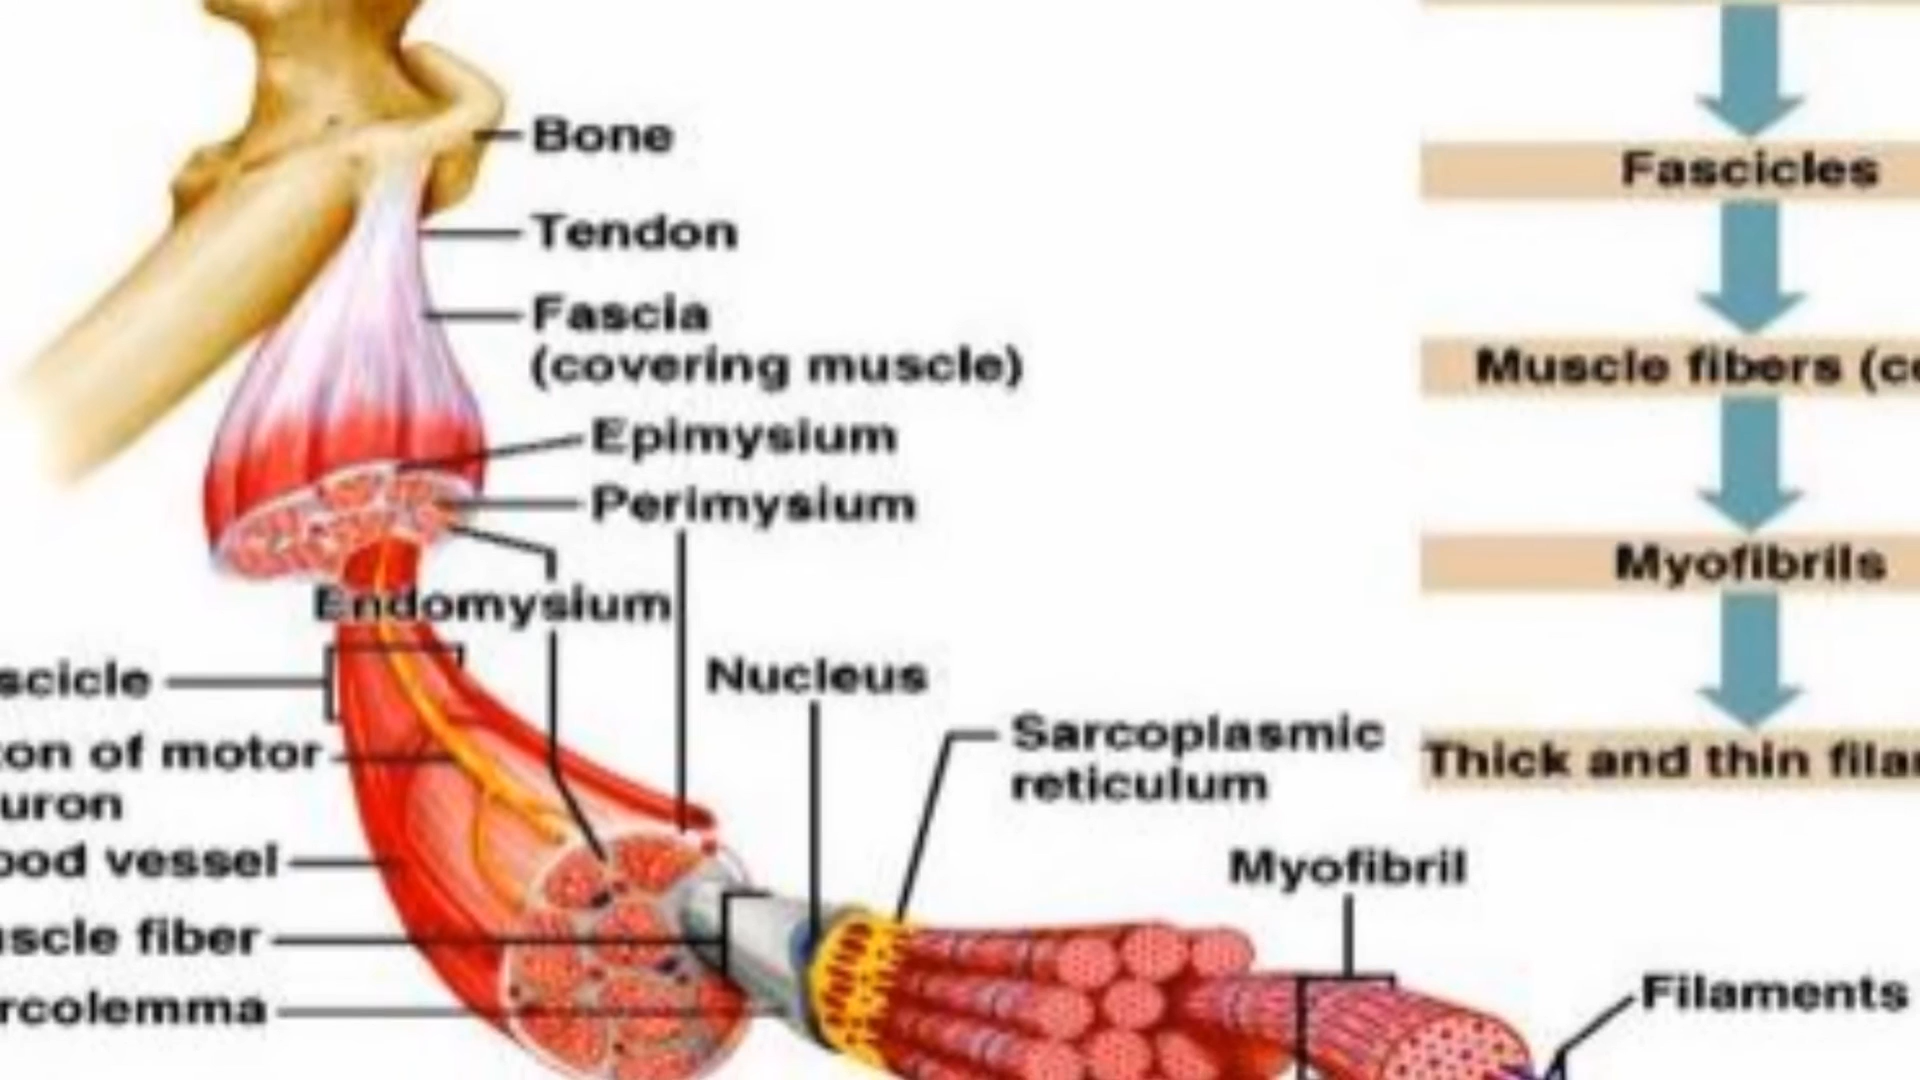 Bone
Tendon
Fascia
(covering muscle)
Epimysium
Perimysium
Endomysium
scicle
Nucleus
Sarcoplasmic
reticulum
on of motor
uron
ood vessel
Myofibril
scle fiber
rcolemma
Filaments
Fascicles
Muscle fibers (ce
Myofibrils
Thick and thin fila